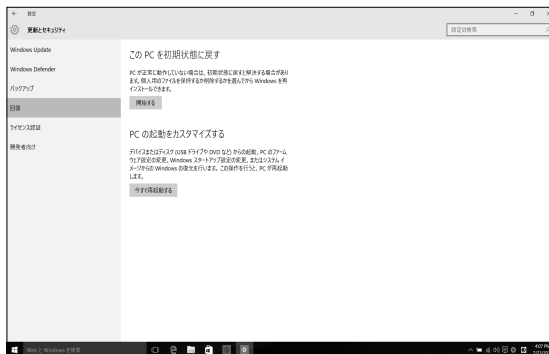 設定
更新とセキュリティ
設定の検索
Windows Update
Windows Defender
バックアップ
回復
ライセンス認証
開発者向け
この PC を初期状態に戻す
PC が正常に動作していない場合は、初期状態に戻すと解決する場合があり
ます。個人用のファイルを保持するか削除するかを選んでから Windows を再
インストールできます。
開始する
PC の起動をカスタマイズする
デバイスまたはディスク (USB ドライブや DVD など) からの起動、PC のファーム
ウェア設定の変更、Windows スタートアップ設定の変更、またはシステム イ
メージからの Windows の復元を行います。この操作を行うと、PC が再起動
します。
今すぐ再起動する
Web と Windows を検索
4:07 PM